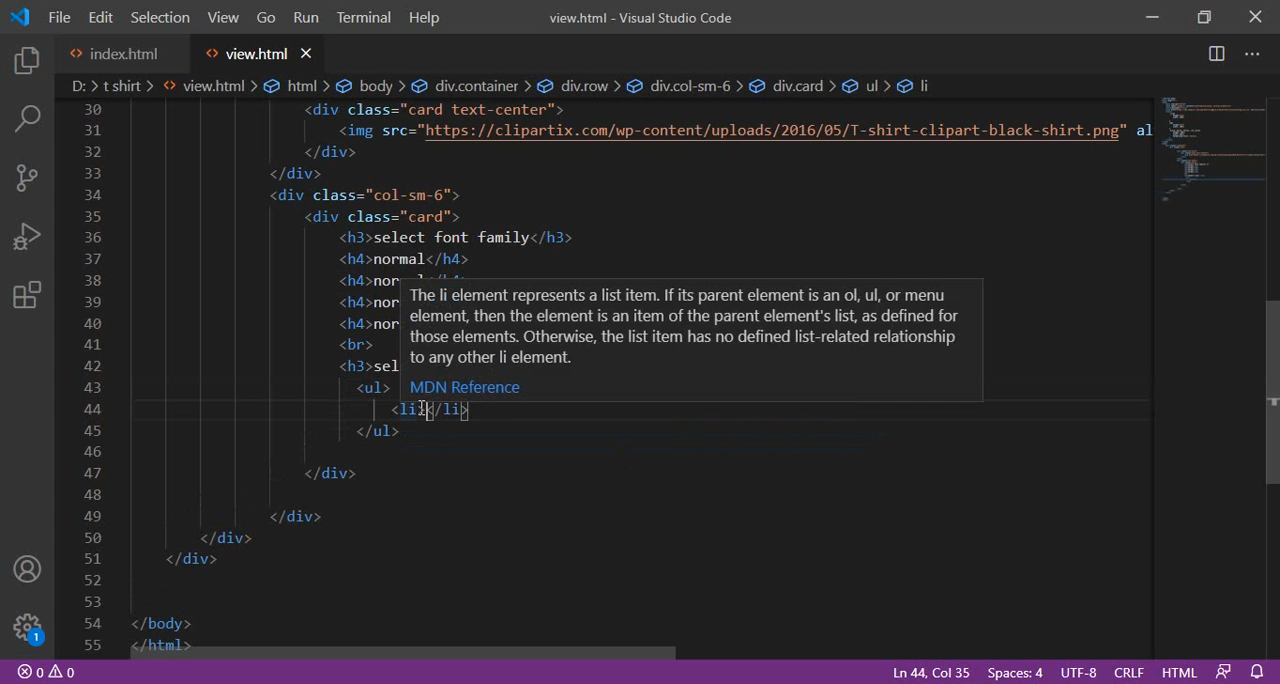 File Edit Selection View Go Run Terminal Help view.html - Visual Studio Code
index.html view.html
D: > t shirt > view.html > html > body > div.container > div.row > div.col-sm-6 > div.card > ul > li
30 <div class="card text-center">
31 <img src="https://clipartix.com/wp-content/uploads/2016/05/T-shirt-clipart-black-shirt.png" al
32 </div>
33 </div>
34 <div class="col-sm-6">
35 <div class="card">
36 <h3>select font family</h3>
37 <h4>normal</h4>
38 <h4>nor
39 <h4>nor
40 <h4>nor
41 <br>
42 <h3>sel
The li element represents a list item. If its parent element is an ol, ul, or menu
element, then the element is an item of the parent element's list, as defined for
those elements. Otherwise, the list item has no defined list-related relationship
to any other li element.
MDN Reference
43 <ul>
44 <li></li>
45 </ul>
46
47 </div>
48
49 </div>
50 </div>
51 </div>
52
53
54 </body>
55 </html>
1
0 0 Ln 44, Col 35 Spaces: 4 UTF-8 CRLF HTML